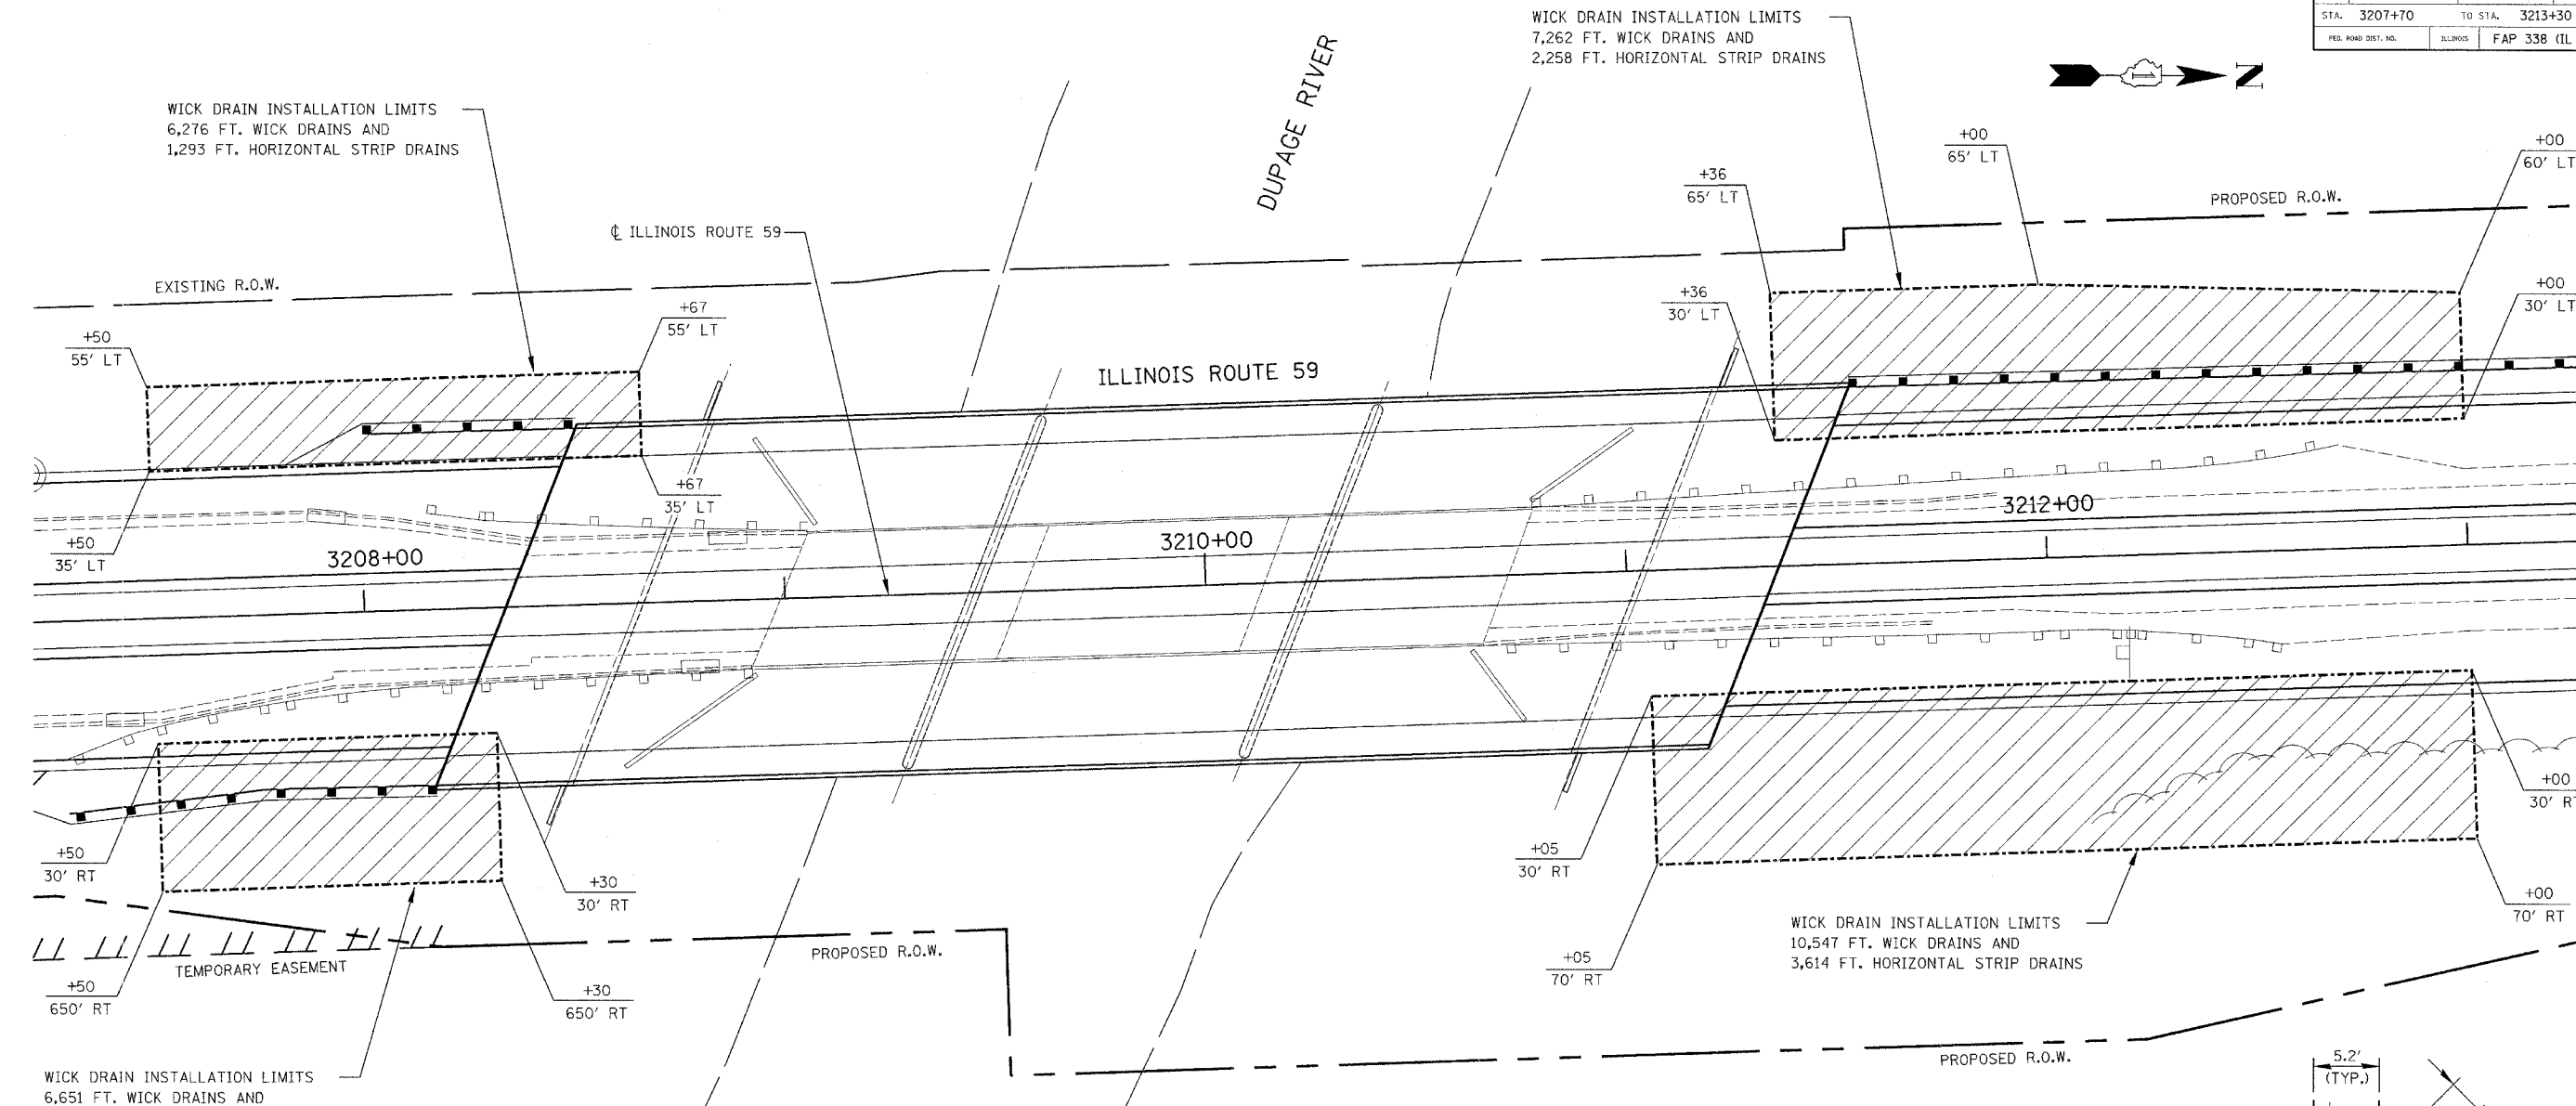 STA. 3207+70 TO STA. 3213+30
FED. ROAD DIST. NO. ILLINOIS FAP 338 (IL
WICK DRAIN INSTALLATION LIMITS
7,262 FT. WICK DRAINS AND
2,258 FT. HORIZONTAL STRIP DRAINS
WICK DRAIN INSTALLATION LIMITS
6,276 FT. WICK DRAINS AND
1,293 FT. HORIZONTAL STRIP DRAINS
DUPAGE RIVER
+00
65' LT
+00
60' LT
+36
65' LT
PROPOSED R.O.W.
℄ ILLINOIS ROUTE 59
EXISTING R.O.W.
+00
30' LT
+36
30' LT
+67
55' LT
+50
55' LT
ILLINOIS ROUTE 59
+67
35' LT
+50
35' LT
3208+00
3210+00
3212+00
+00
30' RT
+50
30' RT
+30
30' RT
+05
30' RT
+00
70' RT
WICK DRAIN INSTALLATION LIMITS
10,547 FT. WICK DRAINS AND
3,614 FT. HORIZONTAL STRIP DRAINS
TEMPORARY EASEMENT
PROPOSED R.O.W.
+05
70' RT
+50
650' RT
+30
650' RT
PROPOSED R.O.W.
WICK DRAIN INSTALLATION LIMITS
6,651 FT. WICK DRAINS AND
5.2'
(TYP.)